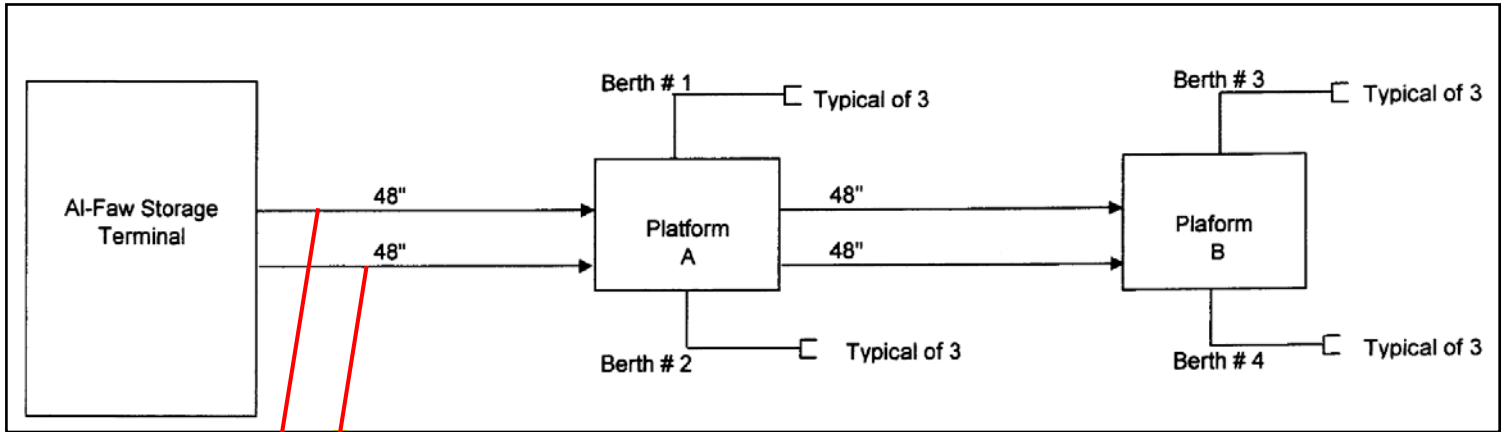 Al-Faw Storage
Terminal
48"
48"
Berth # 1
Typical of 3
Platform
A
Berth # 2
Typical of 3
48"
48"
Berth # 3
Typical of 3
Plaform
B
Berth # 4
Typical of 3